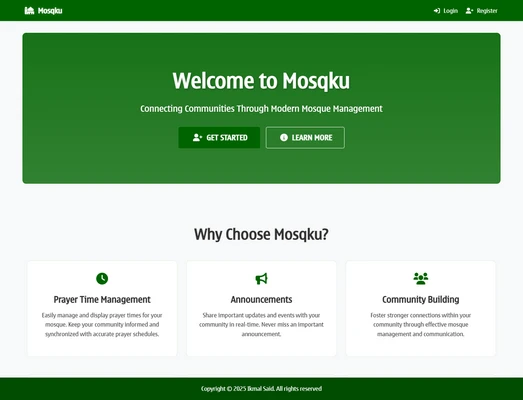 Mosqku
Login
Register
Welcome to Mosqku
Connecting Communities Through Modern Mosque Management
GET STARTED
LEARN MORE
Why Choose Mosqku?
Prayer Time Management
Easily manage and display prayer times for your
mosque. Keep your community informed and
synchronized with accurate prayer schedules.
Announcements
Share important updates and events with your
community in real-time. Never miss an important
announcement.
Community Building
Foster stronger connections within your
community through effective mosque
management and communication.
Copyright © 2025 Ikmal Said. All rights reserved